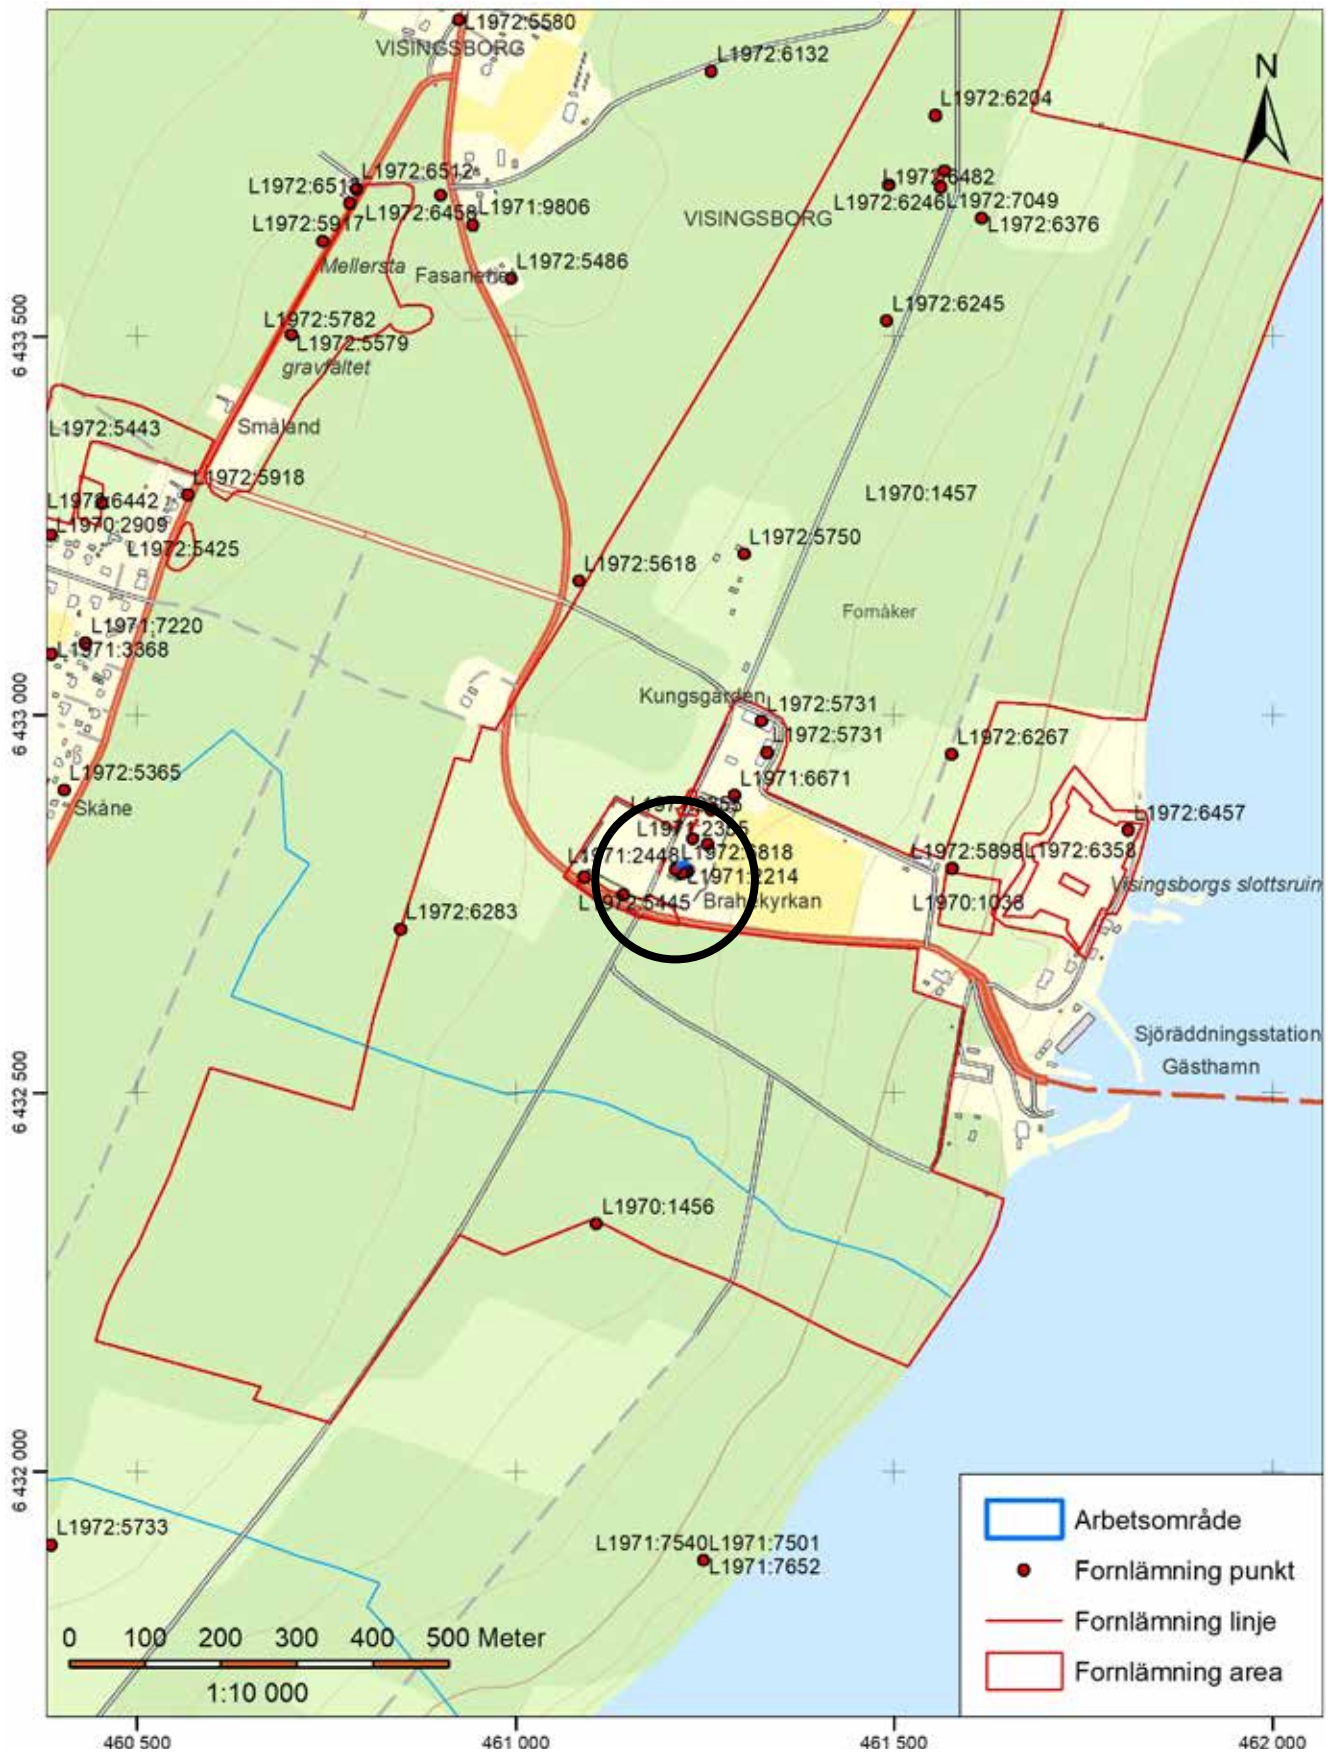 L1972:5580
VISINGSBORG
L1972:6132
N
L1972:6204
L1972:6512
L1972:6482
L1972:6246
L1972:7049
L1972:6458
L1971:9806
VISINGSBORG
L1972:6376
L1972:5917
Mellersta
Fasaneriet
L1972:5486
L1972:5782
L1972:6245
6 433 500
L1972:5579
gravfältet
L1972:5443
Småland
L1972:5918
L1970:1457
L1972:6442
L1970:2909
L1972:5425
L1972:5750
L1972:5618
Fornåker
L1971:7220
L1971:3368
Kungsgården
L1972:5731
6 433 000
L1972:5731
L1972:6267
L1972:5365
L1971:6671
Skåne
L1972:6457
L1971:2448
L1972:6818
L1972:5898
L1972:6358
L1971:2214
Visingsborgs slottsruin
L1972:5445
Brahekyrkan
L1970:1038
L1972:6283
Sjöräddningsstation
Gästhamn
6 432 500
L1970:1456
6 432 000
L1972:5733
L1971:7540
L1971:7501
L1971:7652
Arbetsområde
Fornlämning punkt
Fornlämning linje
Fornlämning area
0 100 200 300 400 500 Meter
1:10 000
460 500
461 000
461 500
462 000